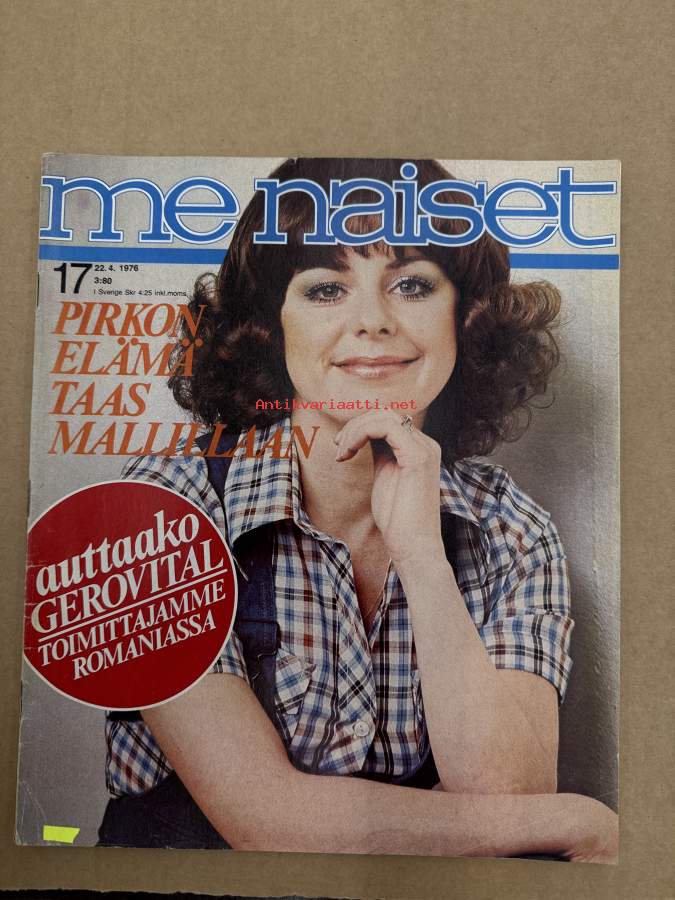 me naiset
17 22. 4. 1976
3:80
I Sverige Skr 4:25 inkl.moms
PIRKON
ELÄMÄ
TAAS
MALLILLAAN
Antikvariaatti.net
auttaako
GEROVITAL
TOIMITTAJAMME
ROMANIASSA